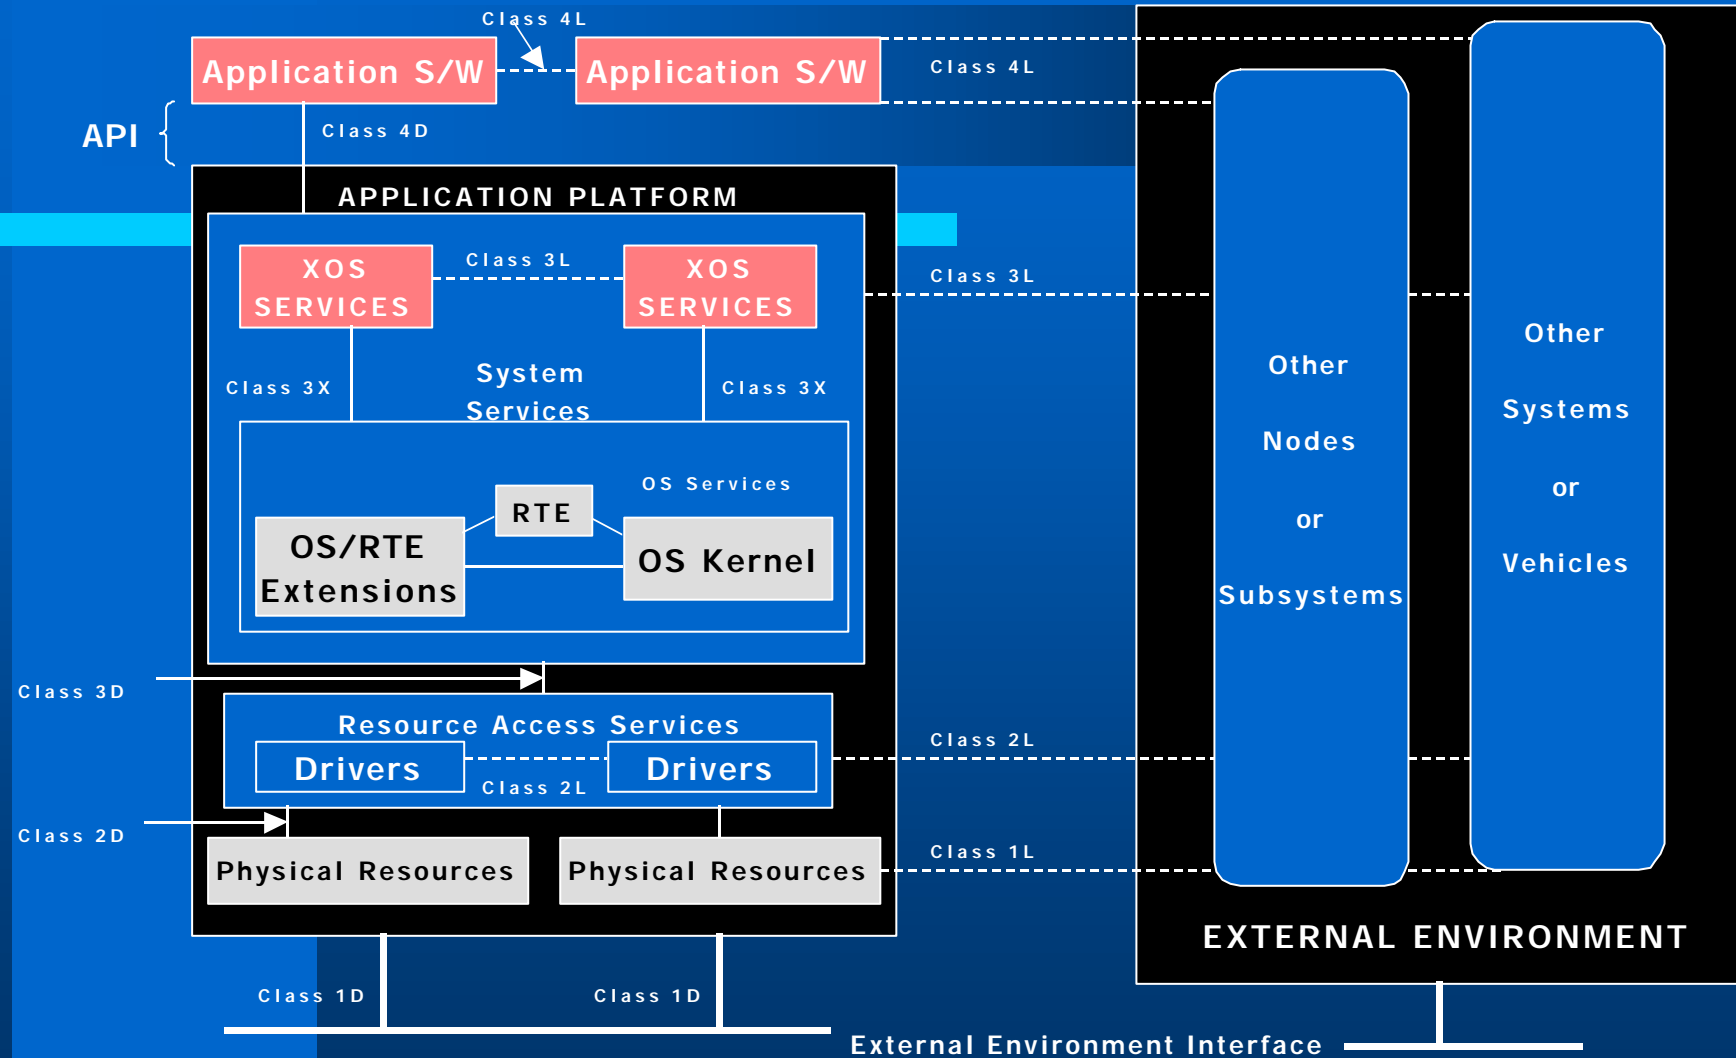 Class 4L
Application S/W
Application S/W
Class 4L
API
Class 4D
APPLICATION PLATFORM
XOS
SERVICES
Class 3L
XOS
SERVICES
Class 3L
Class 3X
System
Services
Class 3X
OS Services
RTE
OS/RTE
Extensions
OS Kernel
Class 3D
Resource Access Services
Drivers
Class 2L
Drivers
Class 2L
Class 2D
Physical Resources
Physical Resources
Class 1L
Class 1D
Class 1D
Other
Nodes
or
Subsystems
Other
Systems
or
Vehicles
EXTERNAL ENVIRONMENT
External Environment Interface